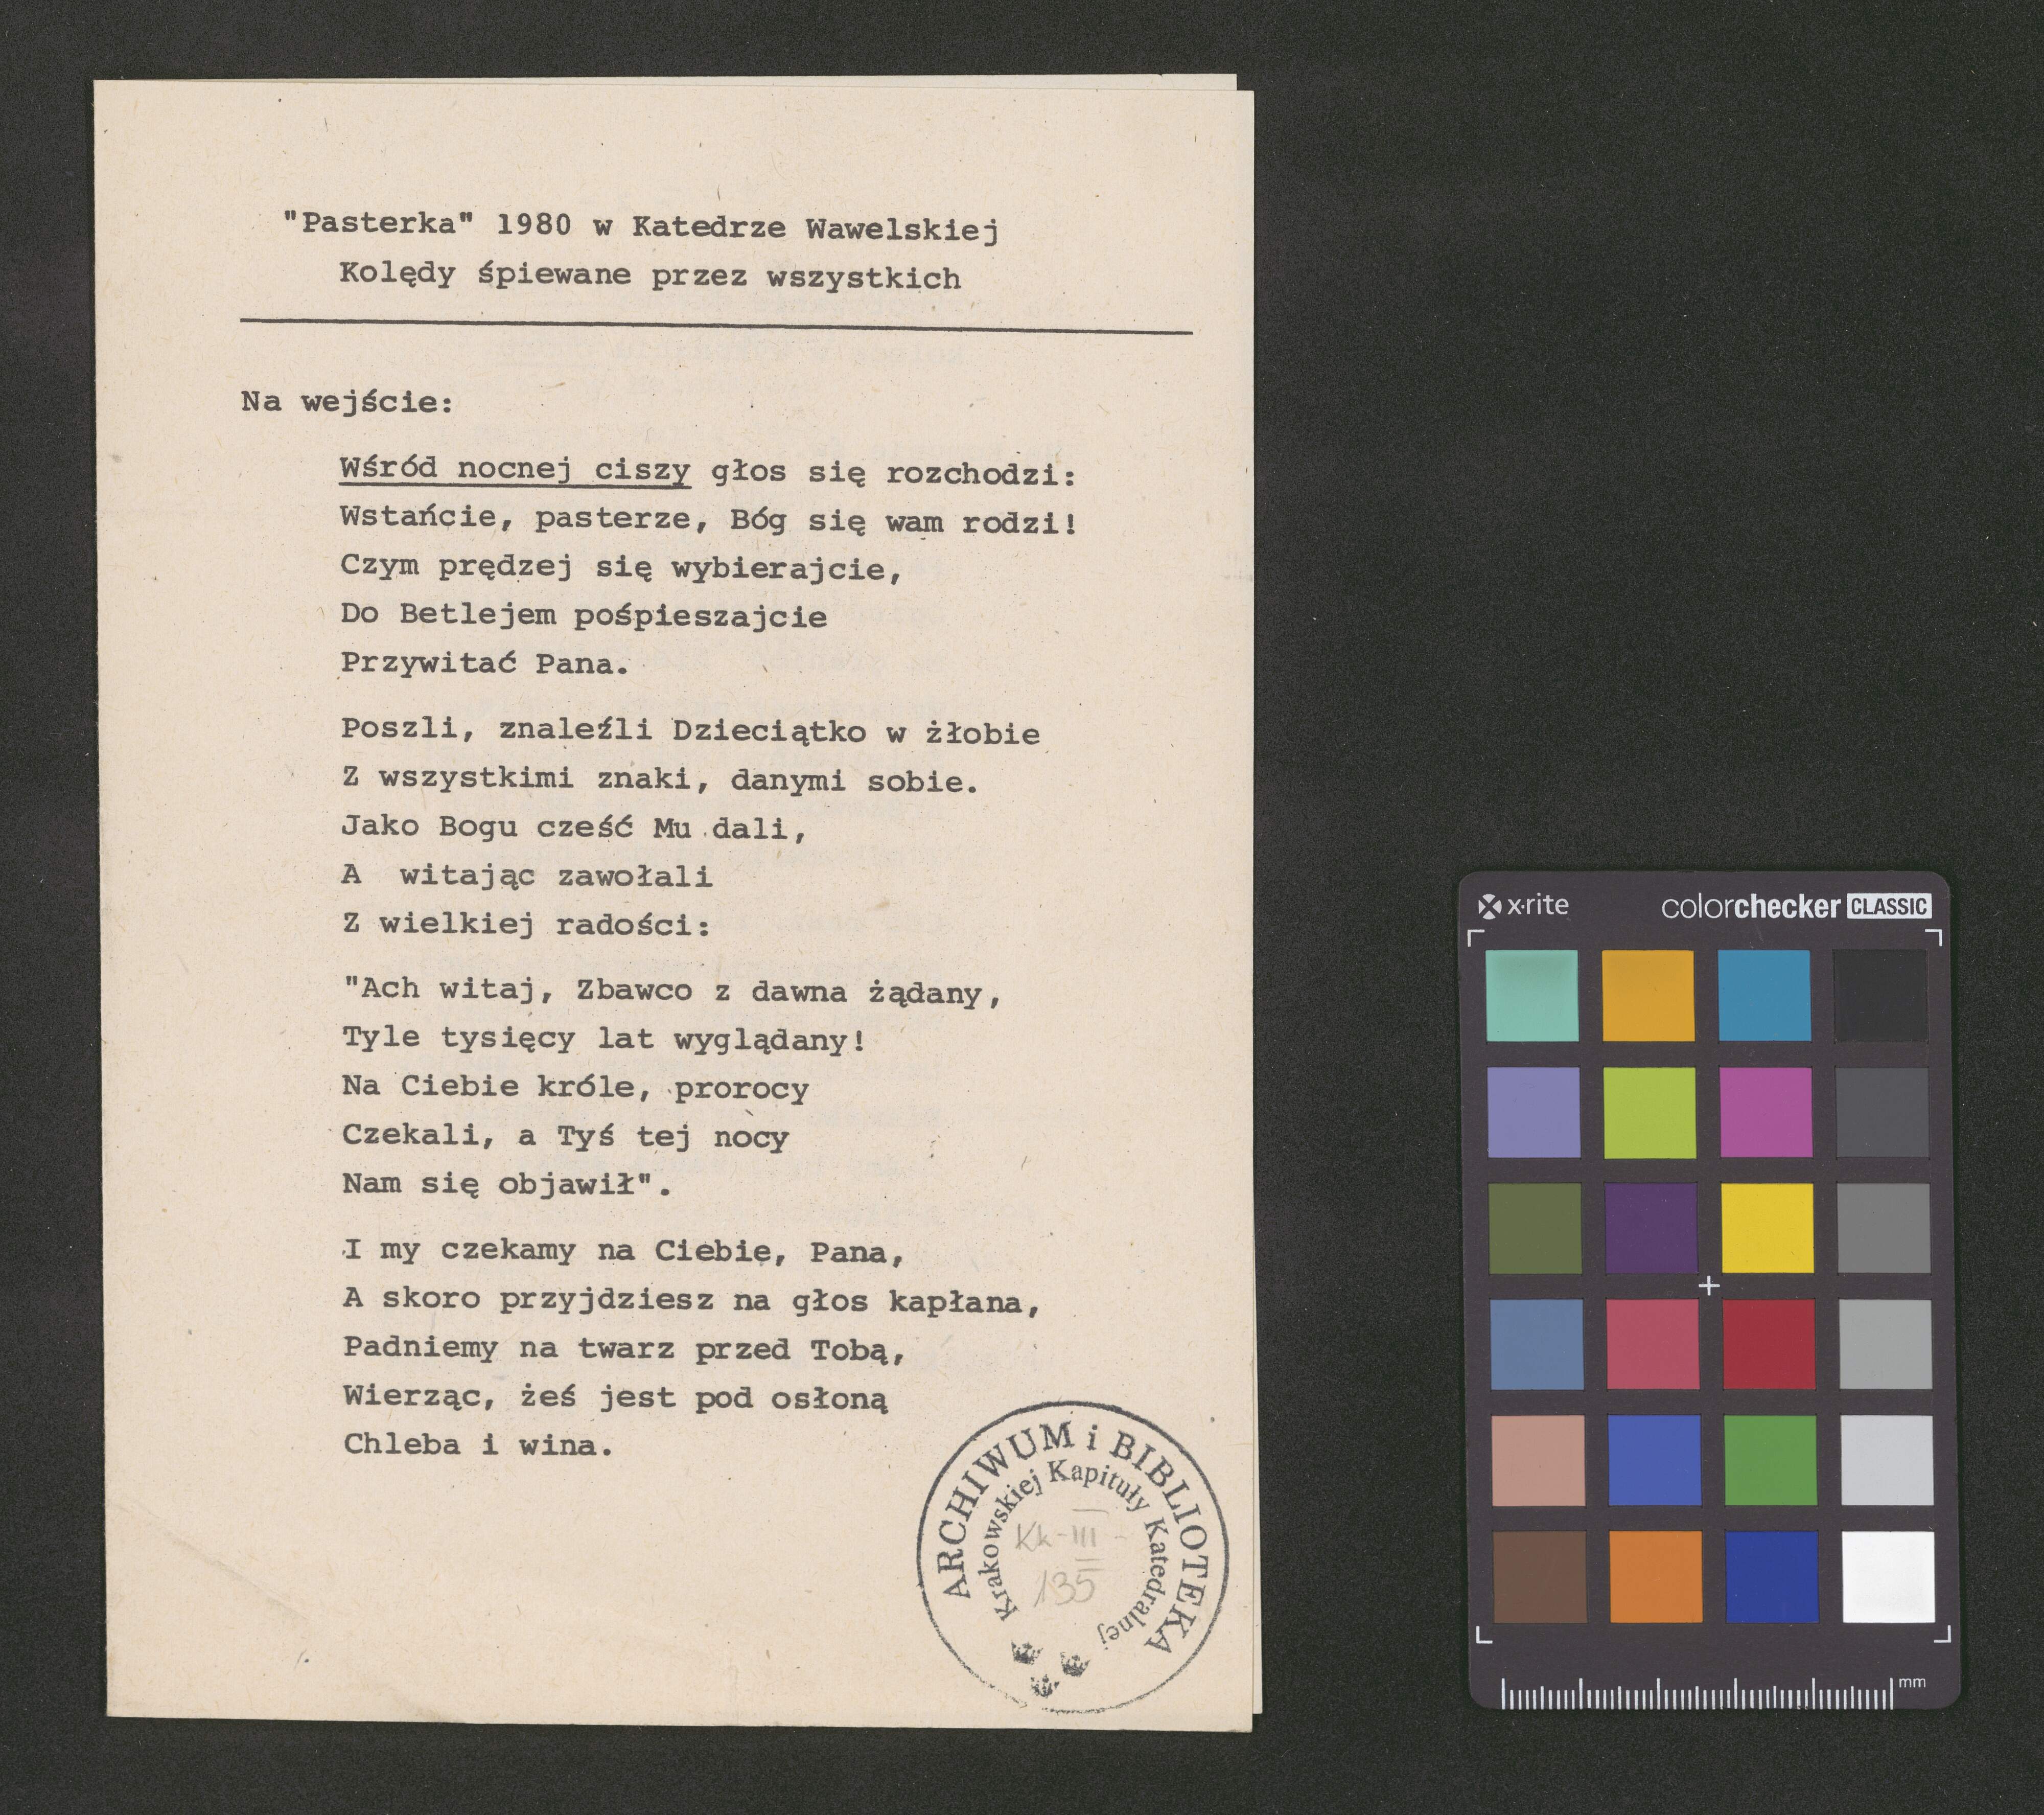 "Pasterka" 1980 w Katedrze Wawelskiej
Kolędy śpiewane przez wszystkich
Na wejście:
Wśród nocnej ciszy głos się rozchodzi:
Wstańcie, pasterze, Bóg się wam rodzi!
Czym prędzej się wybierajcie,
Do Betlejem pośpieszajcie
Przywitać Pana.
Poszli, znaleźli Dzieciątko w żłobie
Z wszystkimi znaki, danymi sobie.
Jako Bogu cześć Mu dali,
A witając zawołali
Z wielkiej radości:
"Ach witaj, Zbawco z dawna żądany,
Tyle tysięcy lat wyglądany!
Na Ciebie króle, prorocy
Czekali, a Tyś tej nocy
Nam się objawił".
I my czekamy na Ciebie, Pana,
A skoro przyjdziesz na głos kapłana,
Padniemy na twarz przed Tobą,
Wierząc, żeś jest pod osłoną
Chleba i wina.
ARCHIWUM i BIBLIOTEKA
Krakowskiej Kapituły Katedralnej
Kk-III-
135
x·rite
colorchecker CLASSIC
mm